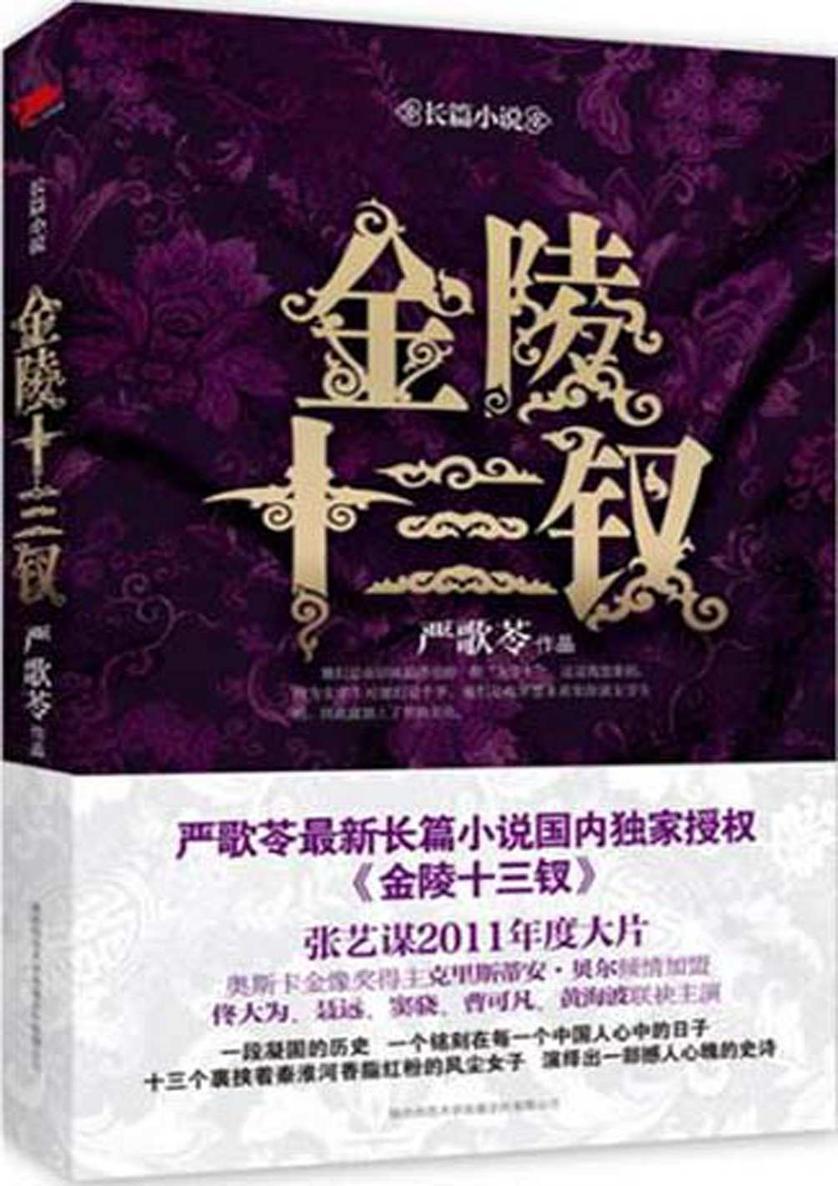 长篇小说
金陵
十三钗
严歌苓 作品
长篇小说
金陵十三钗
严歌苓 作品
严歌苓最新长篇小说国内独家授权
《金陵十三钗》
张艺谋2011年度大片
奥斯卡金像奖得主克里斯蒂安·贝尔倾情加盟
佟大为、聂远、窦骁、曹可凡、黄海波联袂主演
一段凝固的历史 一个铭刻在每一个中国人心中的日子
十三个裹挟着秦淮河香脂红粉的风尘女子 演绎出一部撼人心魄的史诗